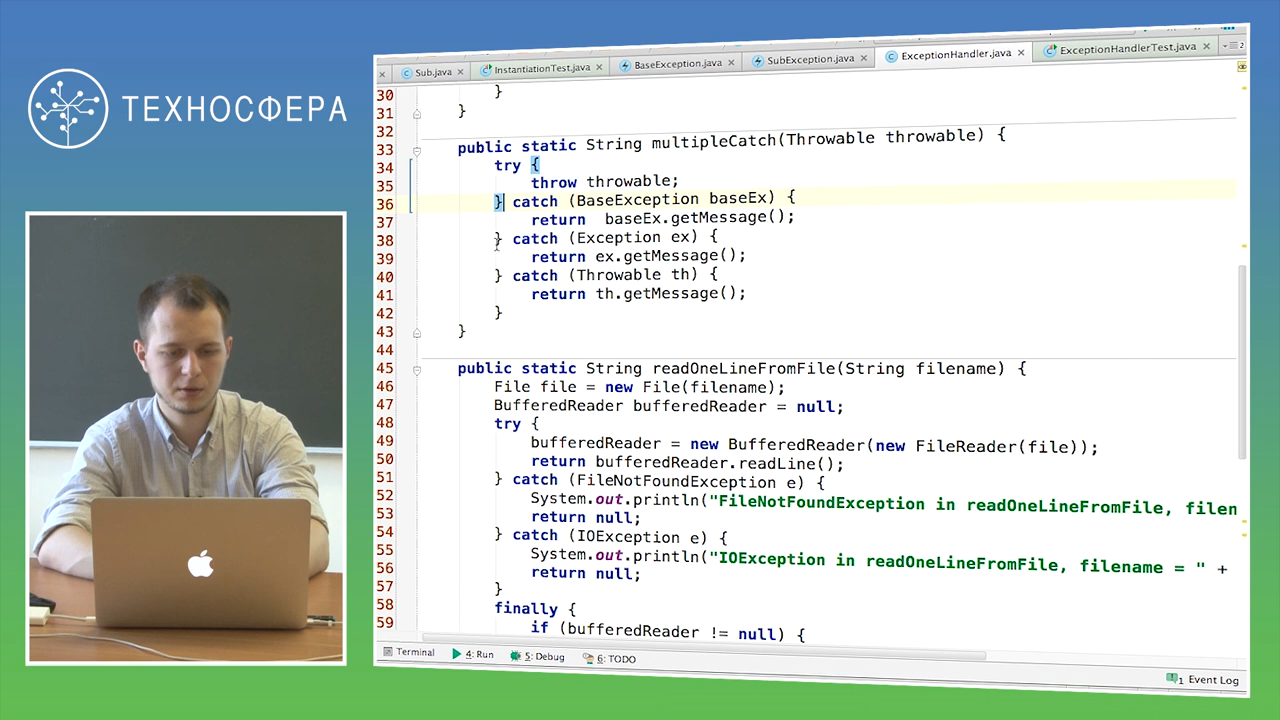 ТЕХНОСФЕРА
Sub.java InstantiationTest.java BaseException.java SubException.java ExceptionHandler.java ExceptionHandlerTest.java 2
30 }
31 }
32
33 public static String multipleCatch(Throwable throwable) {
34 try {
35 throw throwable;
36 } catch (BaseException baseEx) {
37 return baseEx.getMessage();
38 } catch (Exception ex) {
39 return ex.getMessage();
40 } catch (Throwable th) {
41 return th.getMessage();
42 }
43 }
44
45 public static String readOneLineFromFile(String filename) {
46 File file = new File(filename);
47 BufferedReader bufferedReader = null;
48 try {
49 bufferedReader = new BufferedReader(new FileReader(file));
50 return bufferedReader.readLine();
51 } catch (FileNotFoundException e) {
52 System.out.println("FileNotFoundException in readOneLineFromFile, filen
53 return null;
54 } catch (IOException e) {
55 System.out.println("IOException in readOneLineFromFile, filename = " +
56 return null;
57 }
58 finally {
59 if (bufferedReader != null) {
Terminal 4: Run 5: Debug 6: TODO
1 Event Log